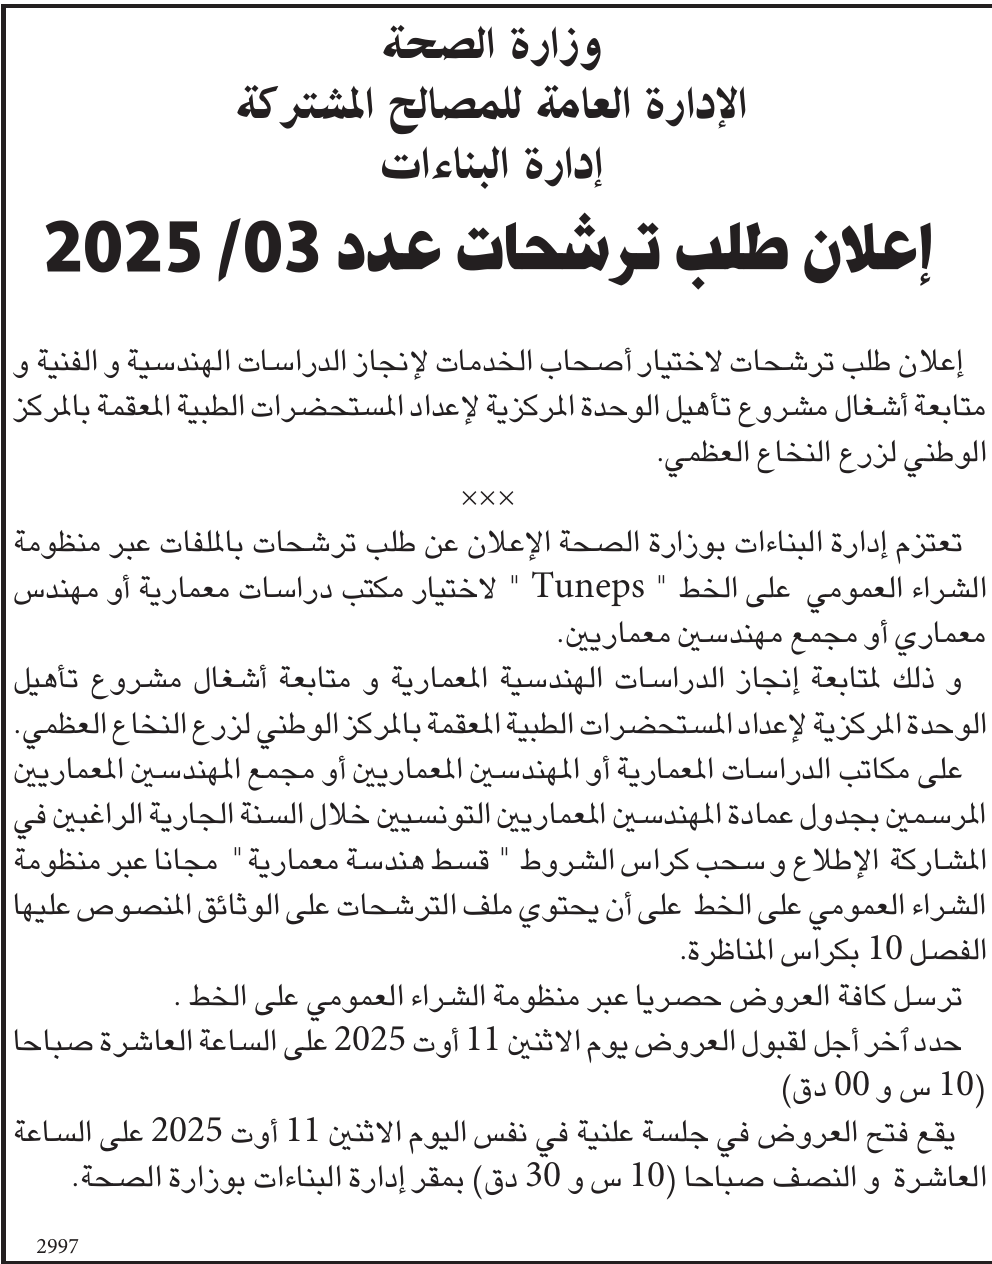 وزارة الصحة
الإدارة العامة للمصالح المشتركة
إدارة البناءات
إعلان طلب ترشحات عدد 03/ 2025
إعلان طلب ترشحات لاختيار أصحاب الخدمات لإنجاز الدراسات الهندسية و الفنية و
متابعة أشغال مشروع تأهيل الوحدة المركزية لإعداد المستحضرات الطبية المعقمة بالمركز
الوطني لزرع النخاع العظمي.
×××
تعتزم إدارة البناءات بوزارة الصحة الإعلان عن طلب ترشحات بالملفات عبر منظومة
الشراء العمومي على الخط " Tuneps " لاختيار مكتب دراسات معمارية أو مهندس
معماري أو مجمع مهندسين معماريين.
و ذلك لمتابعة إنجاز الدراسات الهندسية المعمارية و متابعة أشغال مشروع تأهيل
الوحدة المركزية لإعداد المستحضرات الطبية المعقمة بالمركز الوطني لزرع النخاع العظمي.
على مكاتب الدراسات المعمارية أو المهندسين المعماريين أو مجمع المهندسين المعماريين
المرسمين بجدول عمادة المهندسين المعماريين التونسيين خلال السنة الجارية الراغبين في
المشاركة الإطلاع و سحب كراس الشروط " قسط هندسة معمارية " مجانا عبر منظومة
الشراء العمومي على الخط على أن يحتوي ملف الترشحات على الوثائق المنصوص عليها
الفصل 10 بكراس المناظرة.
ترسل كافة العروض حصريا عبر منظومة الشراء العمومي على الخط .
حدد آخر أجل لقبول العروض يوم الاثنين 11 أوت 2025 على الساعة العاشرة صباحا
(10 س و 00 دق)
يقع فتح العروض في جلسة علنية في نفس اليوم الاثنين 11 أوت 2025 على الساعة
العاشرة و النصف صباحا (10 س و 30 دق) بمقر إدارة البناءات بوزارة الصحة.
2997